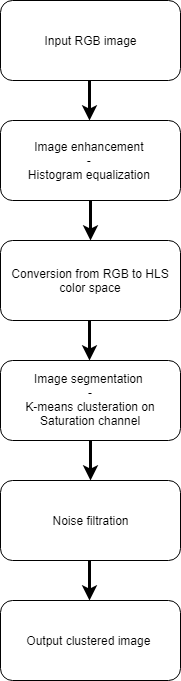 Input RGB image
Image enhancement
-
Histogram equalization
Conversion from RGB to HLS
color space
Image segmentation
-
K-means clusteration on
Saturation channel
Noise filtration
Output clustered image